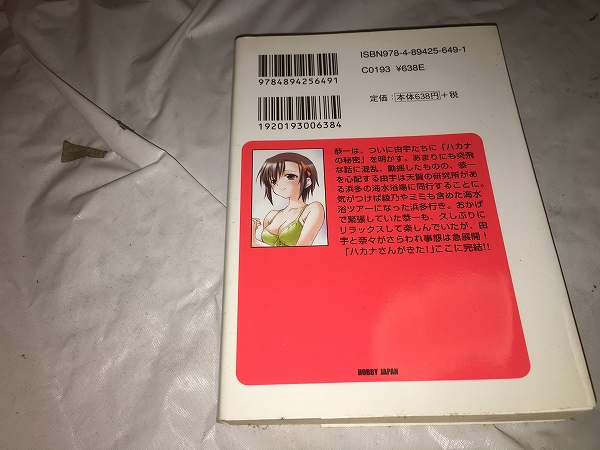 ISBN978-4-89425-649-1
C0193 ¥638E
9784894256491
定価：本体638円＋税
1920193006384
恭一は、ついに由宇たちに「ハカナ
の秘密」を明かす。あまりにも突飛
な話に混乱、動揺したものの、恭一
を心配する由宇は天賀の研究所があ
る浜多の海水浴場に同行することに。
気がつけば綾乃やミミも含めた海水
浴ツアーになった浜多行き。おかげ
で緊張していた恭一も、久しぶりに
リラックスして楽しんでいたが、由
宇と奈々がさらわれ事態は急展開！
「ハカナさんがきた！」ここに完結!!
HOBBY JAPAN